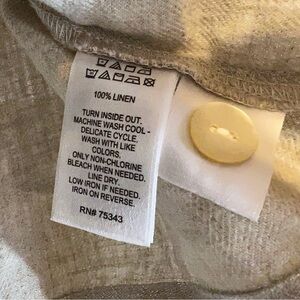 100% LINEN
TURN INSIDE OUT.
MACHINE WASH COOL -
DELICATE CYCLE.
WASH WITH LIKE
COLORS.
ONLY NON-CHLORINE
BLEACH WHEN NEEDED.
LINE DRY.
LOW IRON IF NEEDED.
IRON ON REVERSE.
RN# 75343